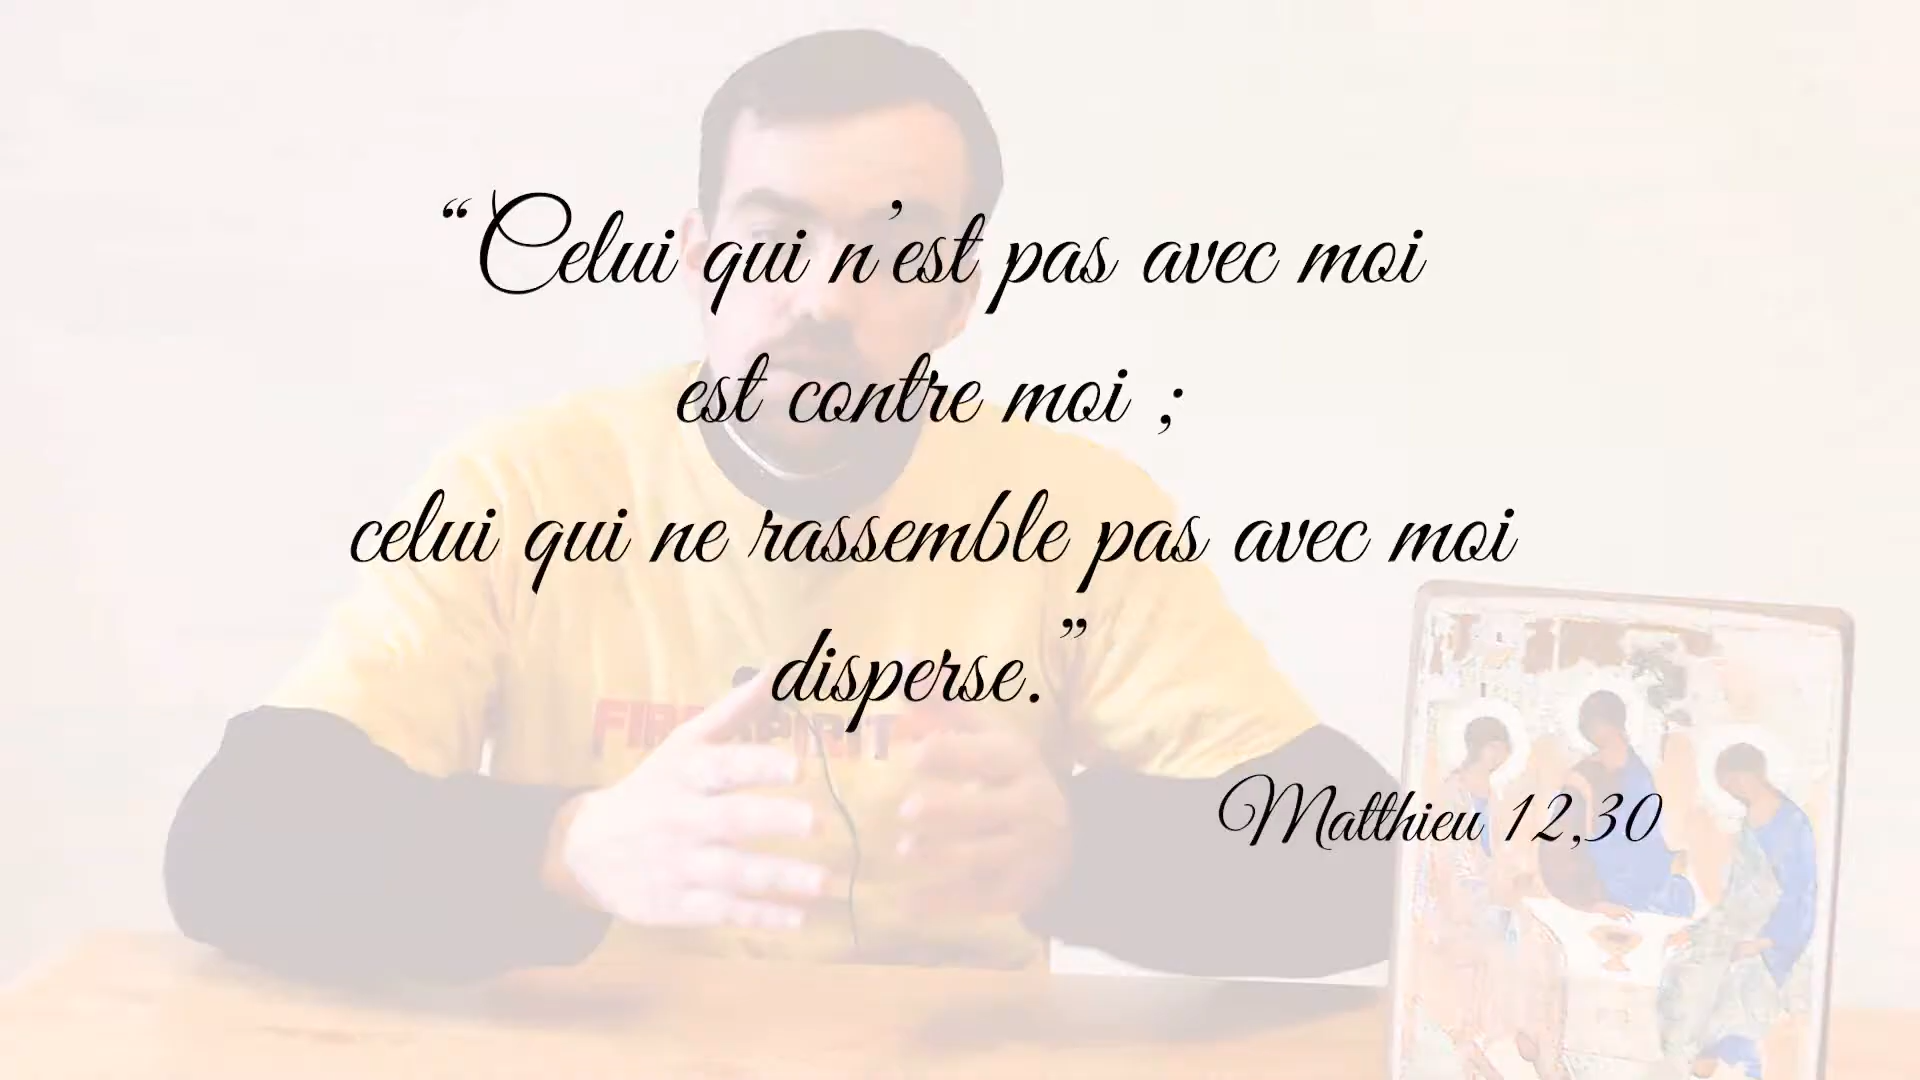 “Celui qui n’est pas avec moi
est contre moi ;
celui qui ne rassemble pas avec moi
disperse.”
Matthieu 12,30